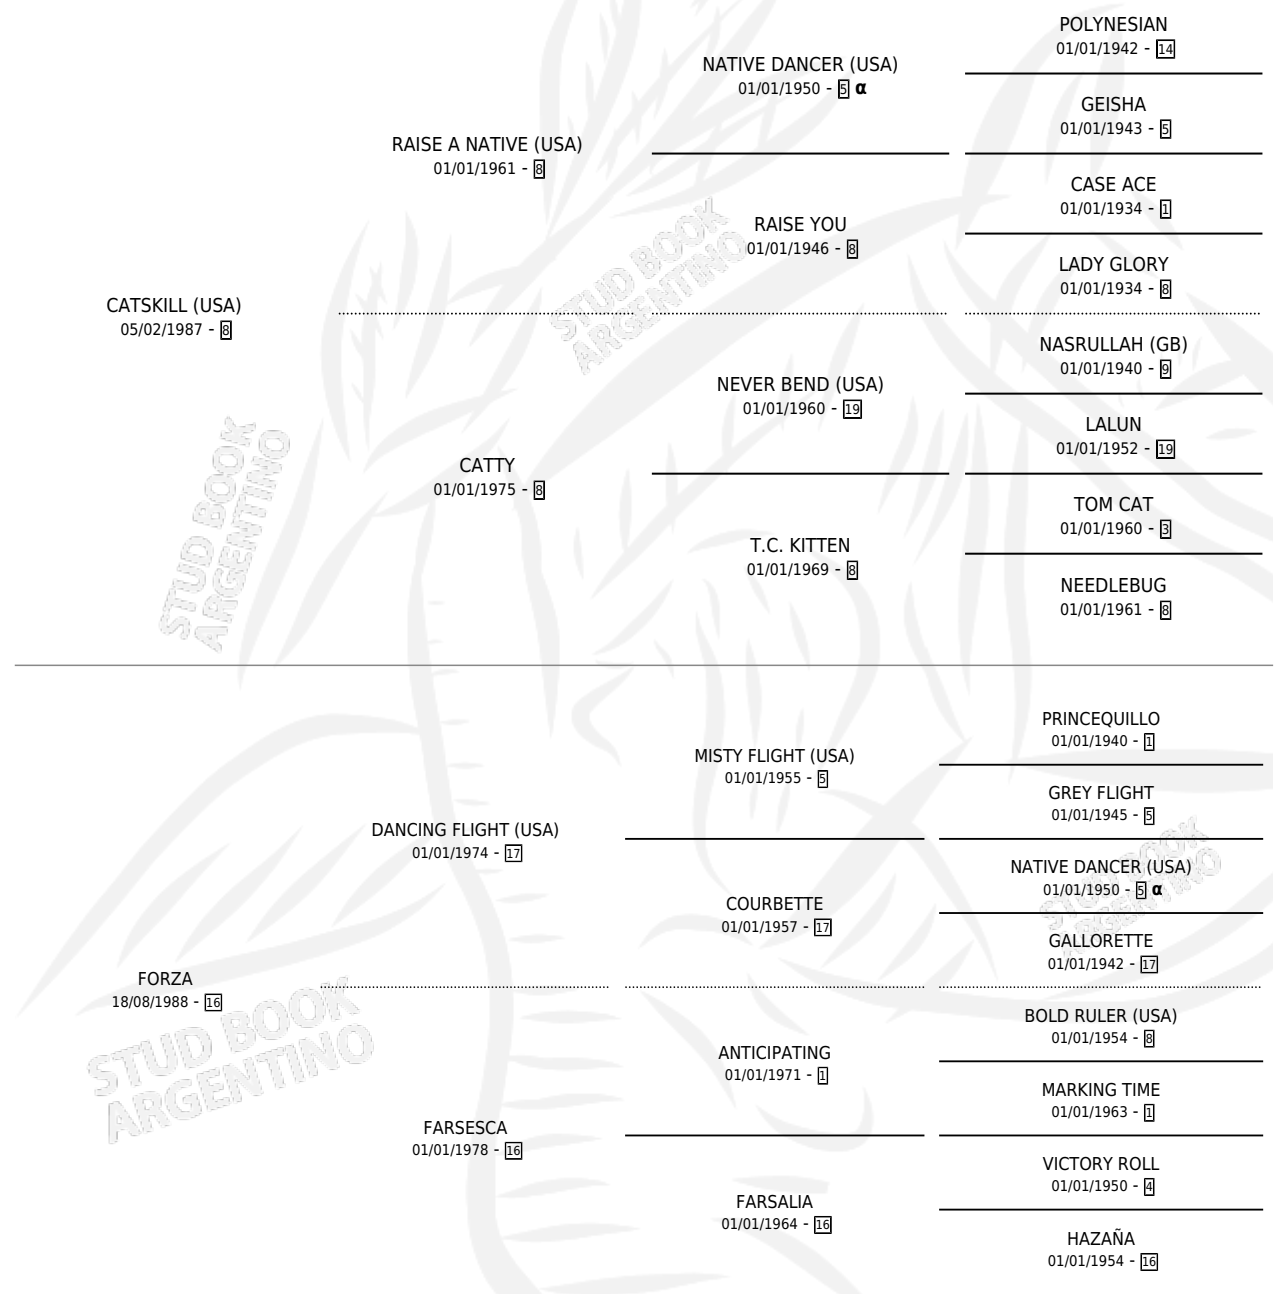 POLYNESIAN
01/01/1942 - 14
NATIVE DANCER (USA)
01/01/1950 - 5 α
GEISHA
01/01/1943 - 5
RAISE A NATIVE (USA)
01/01/1961 - 8
CASE ACE
01/01/1934 - 1
RAISE YOU
01/01/1946 - 8
LADY GLORY
01/01/1934 - 8
CATSKILL (USA)
05/02/1987 - 8
NASRULLAH (GB)
01/01/1940 - 9
NEVER BEND (USA)
01/01/1960 - 19
LALUN
01/01/1952 - 19
CATTY
01/01/1975 - 8
TOM CAT
01/01/1960 - 3
T.C. KITTEN
01/01/1969 - 8
NEEDLEBUG
01/01/1961 - 8
PRINCEQUILLO
01/01/1940 - 1
MISTY FLIGHT (USA)
01/01/1955 - 5
GREY FLIGHT
01/01/1945 - 5
DANCING FLIGHT (USA)
01/01/1974 - 17
NATIVE DANCER (USA)
01/01/1950 - 5 α
COURBETTE
01/01/1957 - 17
GALLORETTE
01/01/1942 - 17
FORZA
18/08/1988 - 16
BOLD RULER (USA)
01/01/1954 - 8
ANTICIPATING
01/01/1971 - 1
MARKING TIME
01/01/1963 - 1
FARSESCA
01/01/1978 - 16
VICTORY ROLL
01/01/1950 - 4
FARSALIA
01/01/1964 - 16
HAZAÑA
01/01/1954 - 16
STUD BOOK
ARGENTINO
STUD BOOK
ARGENTINO
STUD BOOK
ARGENTINO
STUD BOOK
ARGENTINO